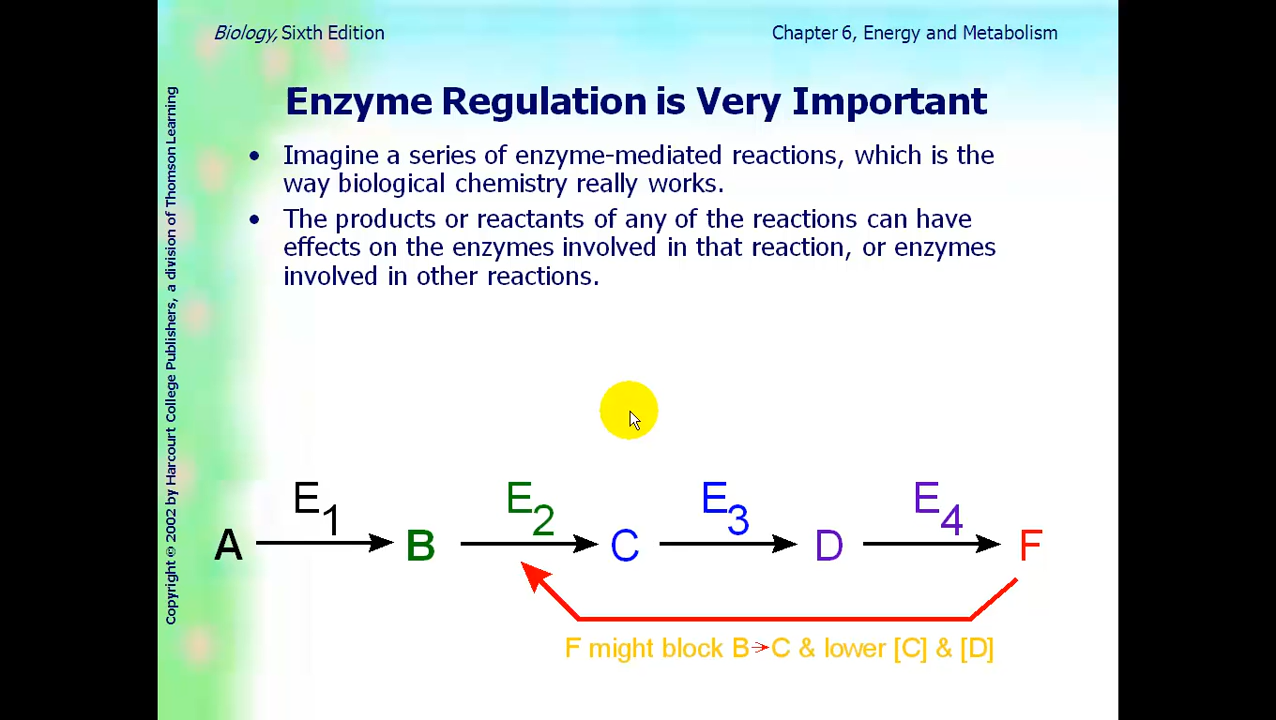 Biology, Sixth Edition
Chapter 6, Energy and Metabolism
Enzyme Regulation is Very Important
• Imagine a series of enzyme-mediated reactions, which is the
way biological chemistry really works.
• The products or reactants of any of the reactions can have
effects on the enzymes involved in that reaction, or enzymes
involved in other reactions.
Copyright © 2002 by Harcourt College Publishers, a division of Thomson Learning
E1 E2 E3 E4
A B C D F
F might block B→C & lower [C] & [D]